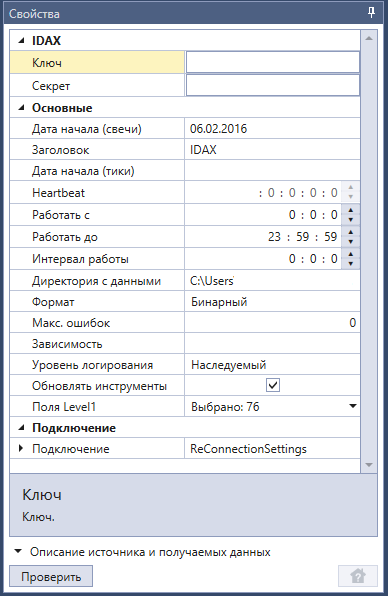 Свойства
IDAX
Ключ
Секрет
Основные
Дата начала (свечи) 06.02.2016
Заголовок IDAX
Дата начала (тики)
Heartbeat : 0 : 0 : 0 : 0
Работать с 0 : 0 : 0
Работать до 23 : 59 : 59
Интервал работы 0 : 0 : 0
Директория с данными C:\Users
Формат Бинарный
Макс. ошибок 0
Зависимость
Уровень логирования Наследуемый
Обновлять инструменты
Поля Level1 Выбрано: 76
Подключение
Подключение ReConnectionSettings
Ключ
Ключ.
Описание источника и получаемых данных
Проверить